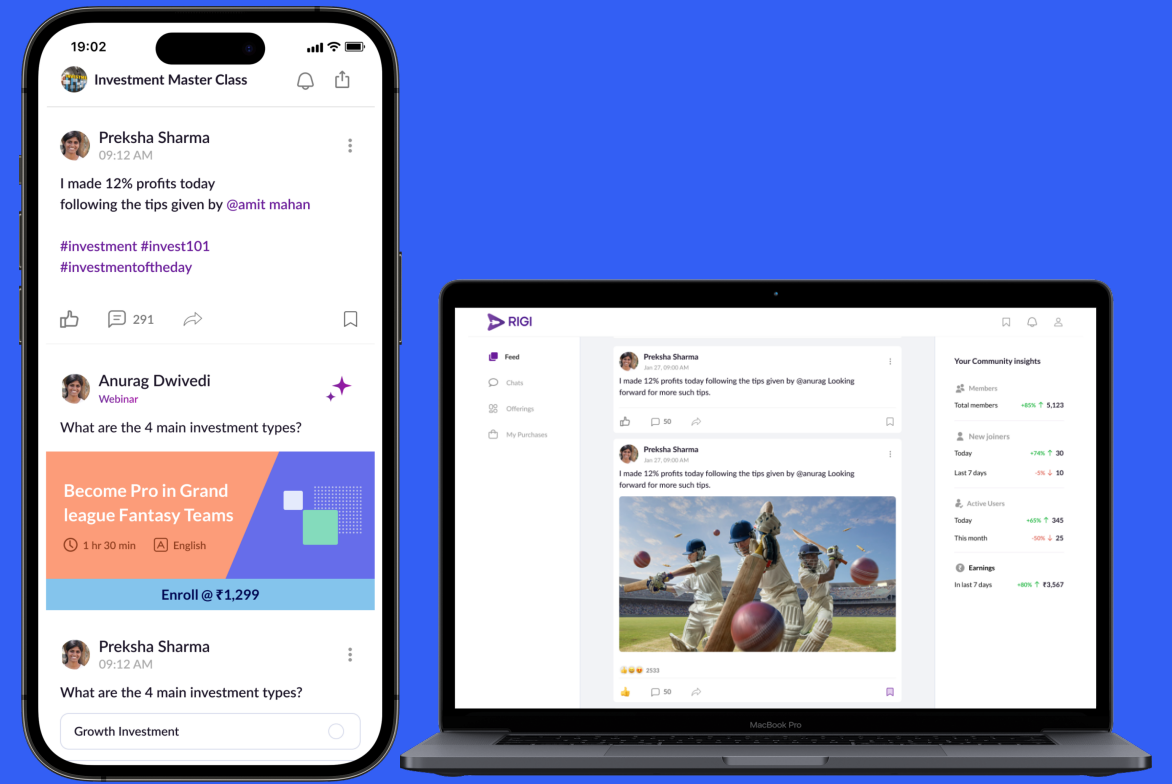 19:02
Investment Master Class
Preksha Sharma
09:12 AM
I made 12% profits today
following the tips given by @amit mahan
#investment #invest101
#investmentoftheday
291
Anurag Dwivedi
Webinar
What are the 4 main investment types?
Become Pro in Grand
league Fantasy Teams
1 hr 30 min
A English
Enroll @ ₹1,299
Preksha Sharma
09:12 AM
What are the 4 main investment types?
Growth Investment
RIGI
Feed
Chats
Offerings
My Purchases
Preksha Sharma
Jan 27, 09:00 AM
I made 12% profits today following the tips given by @anurag Looking
forward for more such tips.
50
Preksha Sharma
Jan 27, 09:00 AM
I made 12% profits today following the tips given by @anurag Looking
forward for more such tips.
2533
50
Your Community insights
Members
Total members +85% ↑ 5,123
New joiners
Today +74% ↑ 30
Last 7 days -5% ↓ 10
Active Users
Today +65% ↑ 345
This month -50% ↓ 25
₹ Earnings
In last 7 days +80% ↑ ₹3,567
MacBook Pro